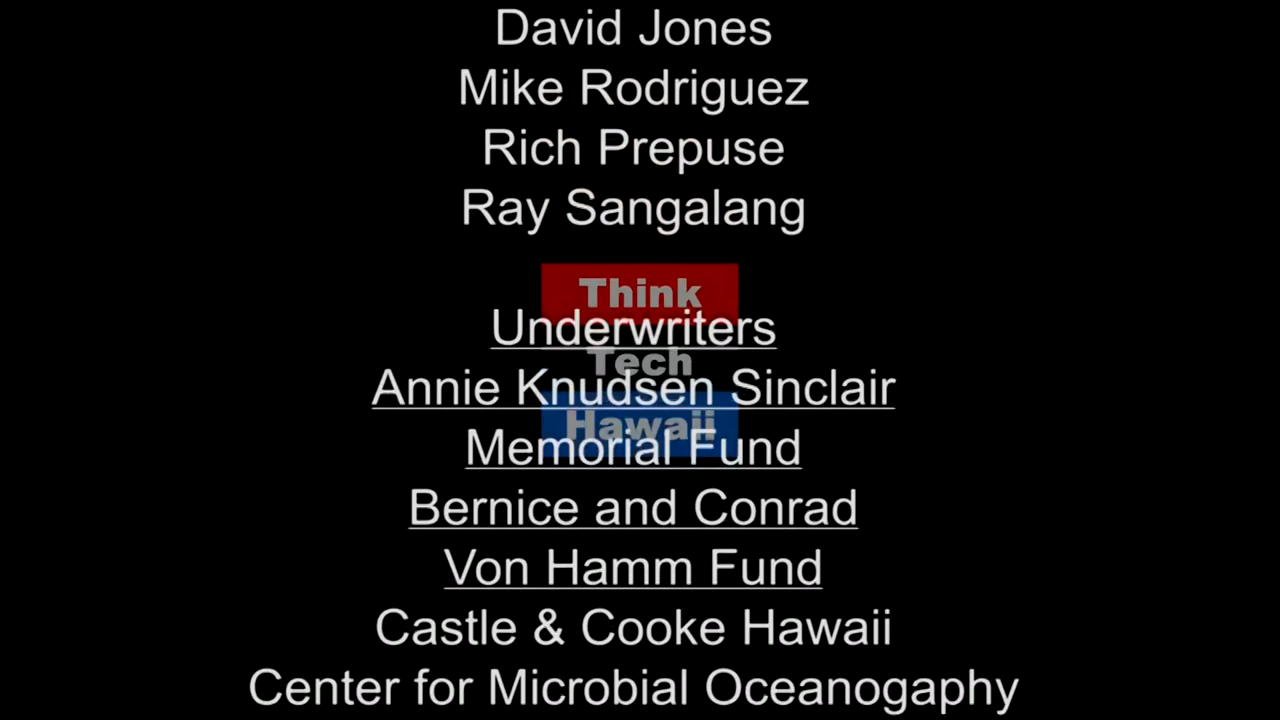 David Jones
Mike Rodriguez
Rich Prepuse
Ray Sangalang
Think
Underwriters
Tech
Annie Knudsen Sinclair
Hawaii
Memorial Fund
Bernice and Conrad
Von Hamm Fund
Castle & Cooke Hawaii
Center for Microbial Oceanogaphy